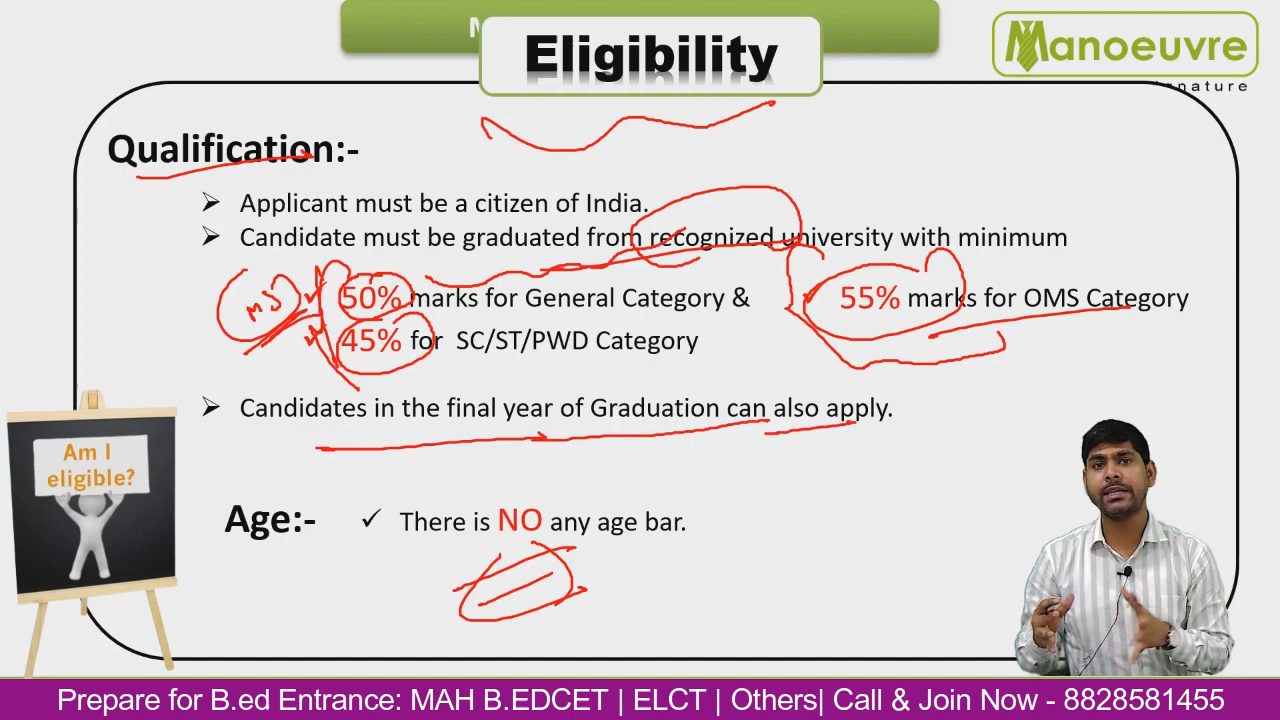 Eligibility
Manoeuvre
Qualification:-
Applicant must be a citizen of India.
Candidate must be graduated from recognized university with minimum
50% marks for General Category & 55% marks for OMS Category
MS
45% for SC/ST/PWD Category
Candidates in the final year of Graduation can also apply.
Am I
eligible?
Age:- ✓ There is NO any age bar.
Prepare for B.ed Entrance: MAH B.EDCET | ELCT | Others| Call & Join Now - 8828581455